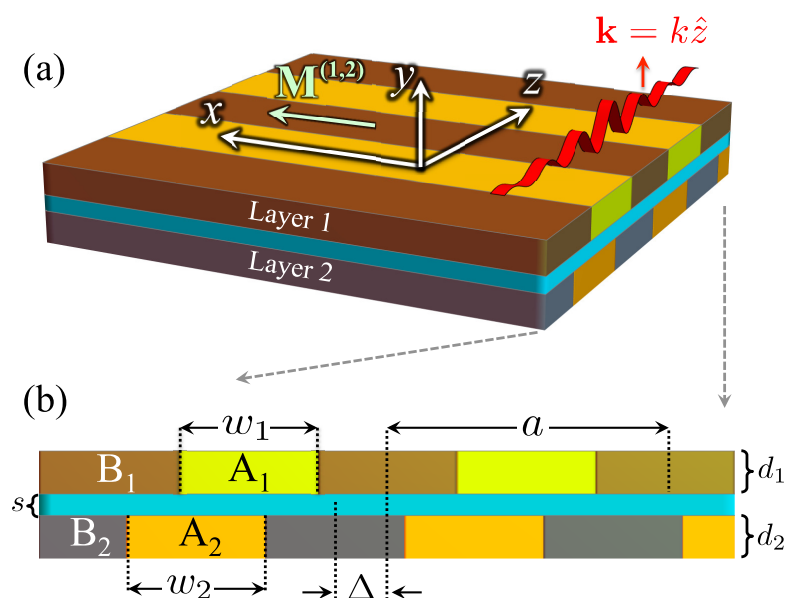 k = kẑ
(a)
M(1,2)
y
z
x
Layer 1
Layer 2
(b)
w₁
a
B₁
A₁
d₁
s
B₂
A₂
d₂
w₂
Δ